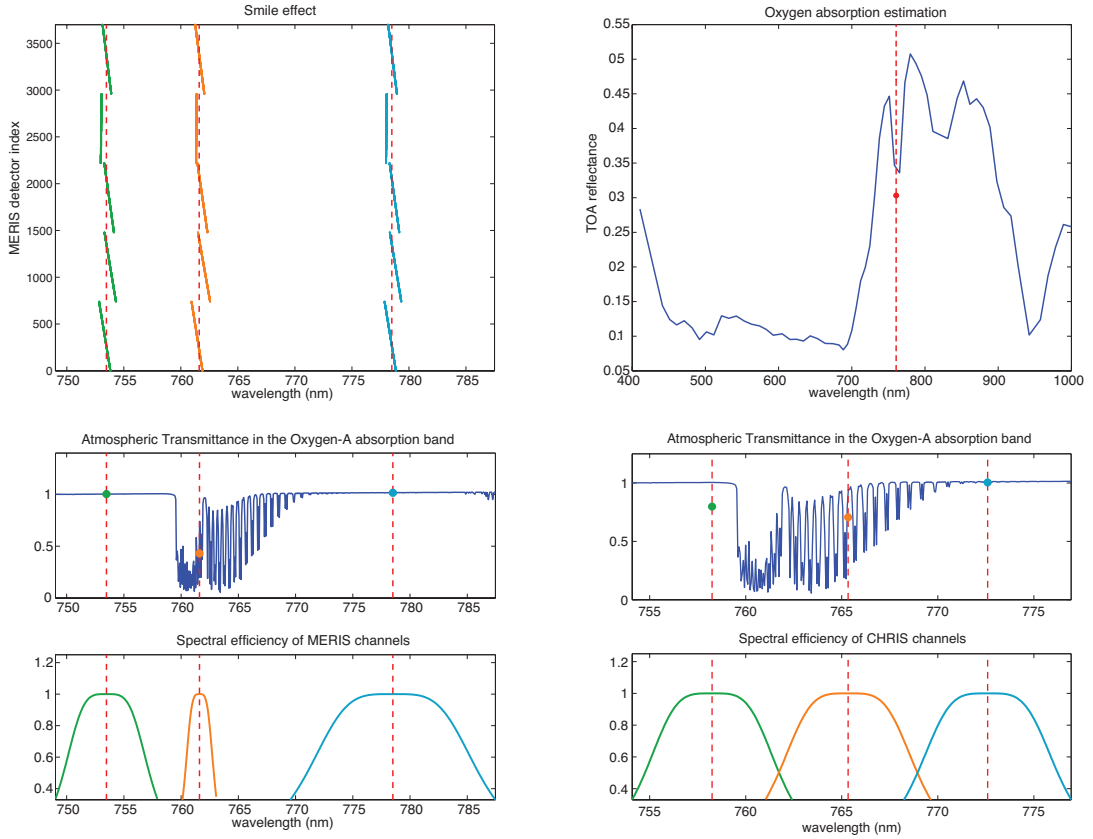 Smile effect
3500
3000
2500
2000
1500
1000
500
0
MERIS detector index
750 755 760 765 770 775 780 785
wavelength (nm)
Oxygen absorption estimation
0.55
0.5
0.45
0.4
0.35
0.3
0.25
0.2
0.15
0.1
0.05
TOA reflectance
400 500 600 700 800 900 1000
wavelength (nm)
Atmospheric Transmittance in the Oxygen-A absorption band
1
0.5
0
750 755 760 765 770 775 780 785
Atmospheric Transmittance in the Oxygen-A absorption band
1
0.5
0
755 760 765 770 775
Spectral efficiency of MERIS channels
1.2
1
0.8
0.6
0.4
750 755 760 765 770 775 780 785
wavelength (nm)
Spectral efficiency of CHRIS channels
1.2
1
0.8
0.6
0.4
755 760 765 770 775
wavelength (nm)